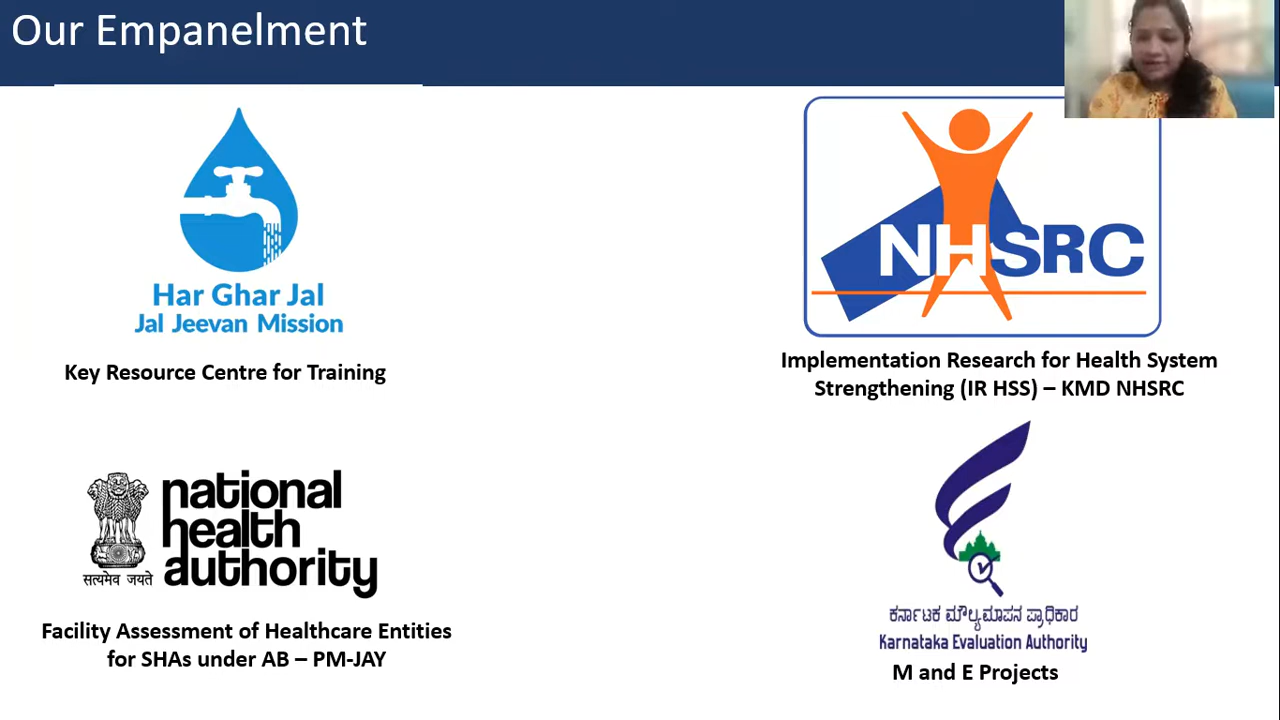 Our Empanelment
Har Ghar Jal
Jal Jeevan Mission
Key Resource Centre for Training
NHSRC
Implementation Research for Health System
Strengthening (IR HSS) – KMD NHSRC
national
health
authority
सत्यमेव जयते
Facility Assessment of Healthcare Entities
for SHAs under AB – PM-JAY
ಕರ್ನಾಟಕ ಮೌಲ್ಯಮಾಪನ ಪ್ರಾಧಿಕಾರ
Karnataka Evaluation Authority
M and E Projects